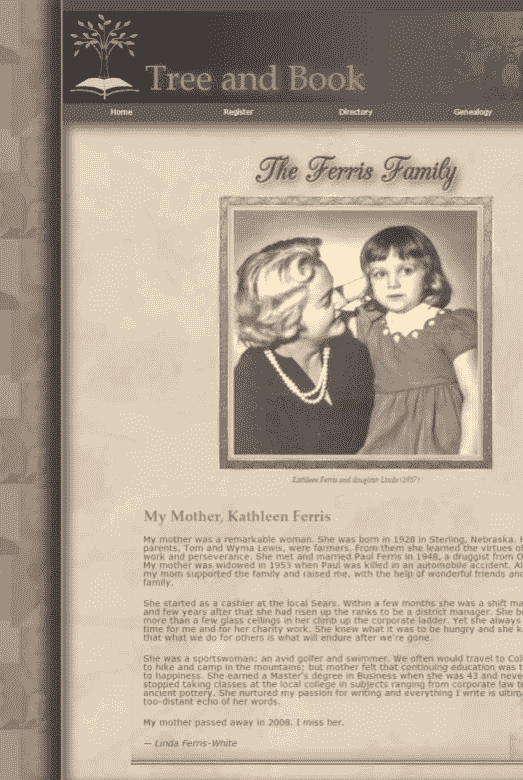 Tree and Book
Home Register Directory Genealogy
The Ferris Family
Kathleen Ferris and daughter Linda (1957)
My Mother, Kathleen Ferris
My mother was a remarkable woman. She was born in 1928 in Sterling, Nebraska. H
parents, Tom and Wyma Lewis, were farmers. From them she learned the virtues of
work and perseverance. She met and married Paul Ferris in 1948, a druggist from O
My mother was widowed in 1953 when Paul was killed in an automobile accident. Al
my mom supported the family and raised me, with the help of wonderful friends and
family.
She started as a cashier at the local Sears. Within a few months she was a shift ma
and few years after that she had risen up the ranks to be a district manager. She b
more than a few glass ceilings in her climb up the corporate ladder. Yet she always
time for me and for her charity work. She knew what it was to be hungry and she k
that what we do for others is what will endure after we're gone.
She was a sportswoman: an avid golfer and swimmer. We often would travel to Col
to hike and camp in the mountains; but mother felt that continuing education was t
to happiness. She earned a Master's degree in Business when she was 43 and neve
stopped taking classes at the local college in subjects ranging from corporate law t
ancient pottery. She nurtured my passion for writing and everything I write is ultima
too-distant echo of her words.
My mother passed away in 2008. I miss her.
— Linda Ferris-White